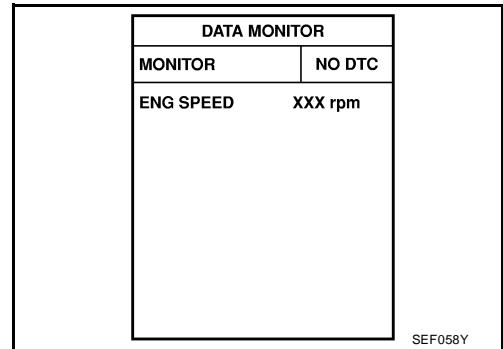 DATA MONITOR
MONITOR NO DTC
ENG SPEED XXX rpm
SEF058Y